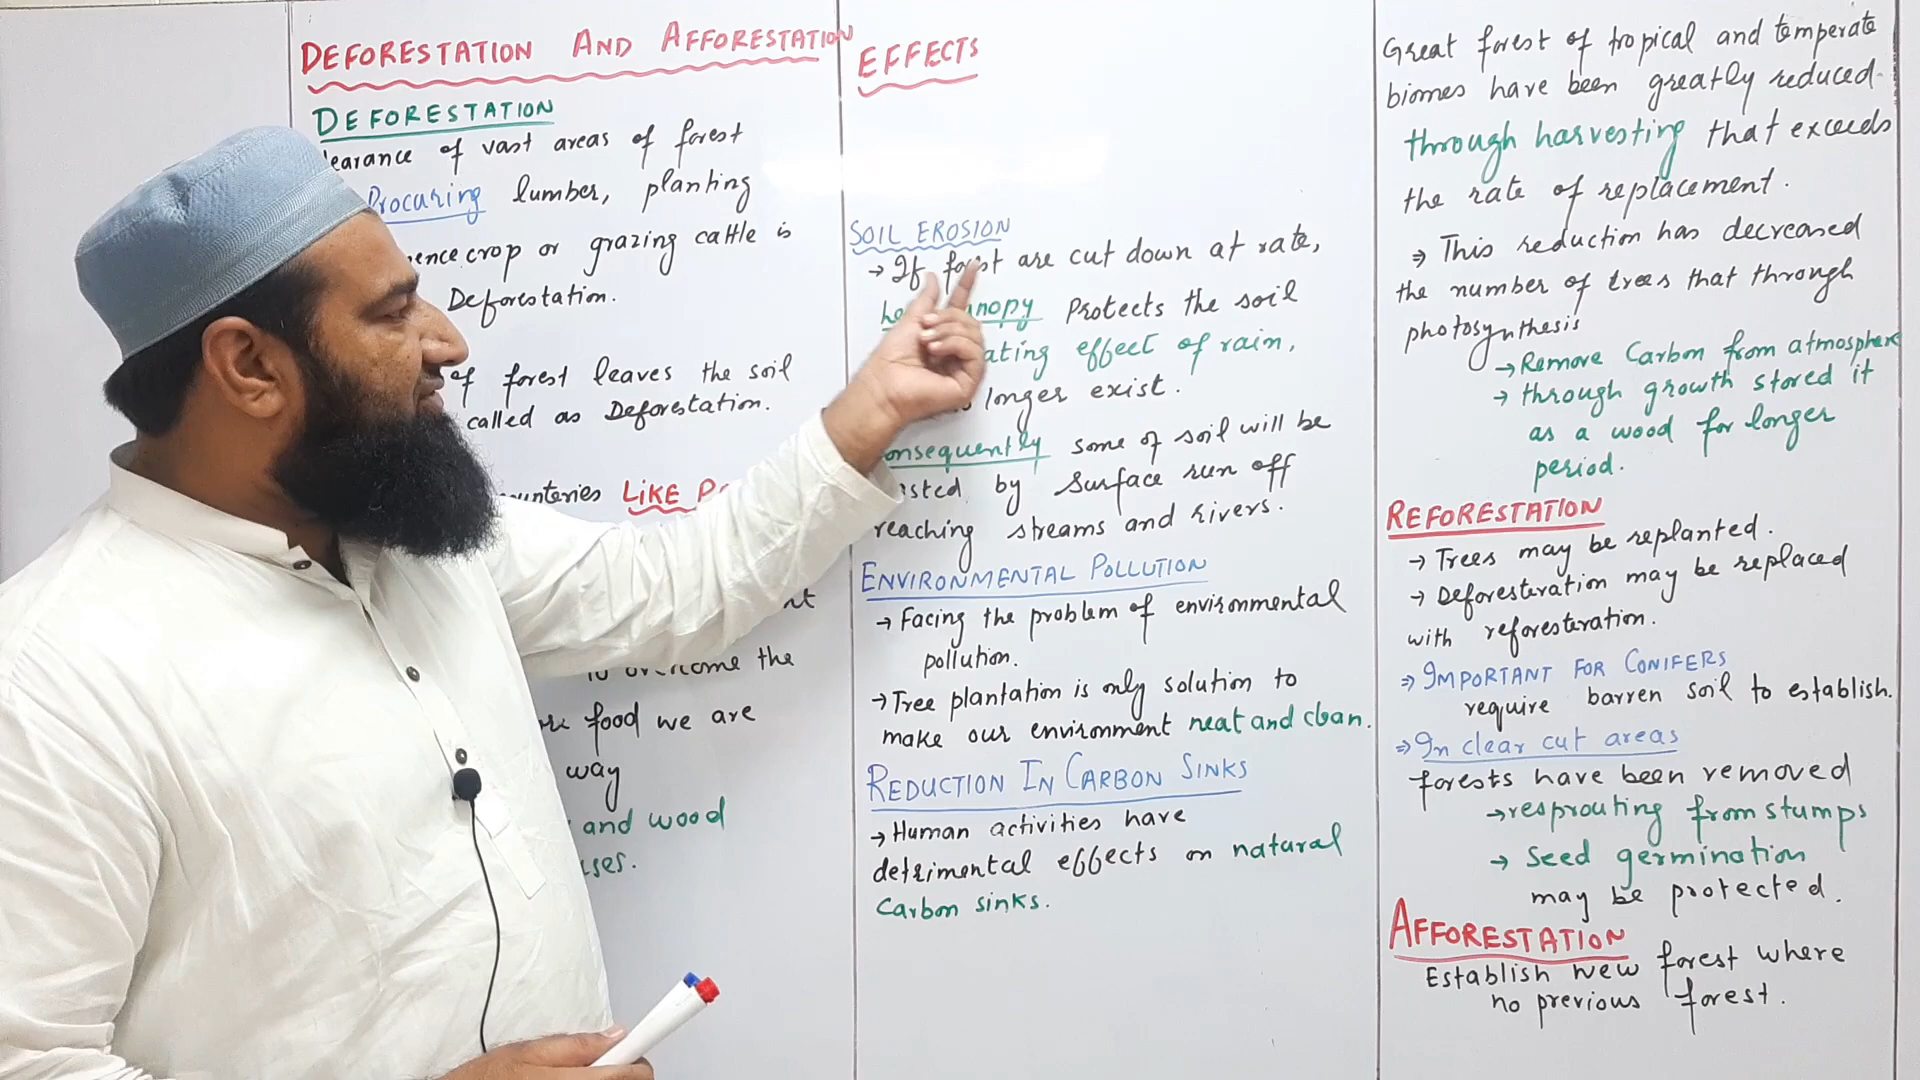 DEFORESTATION AND AFFORESTATION
DEFORESTATION
learance of vast areas of forest
Procuring lumber, planting
ence crop or grazing cattle is
Deforestation.
of forest leaves the soil
called as Deforestation.
unteries LIKE
to overcome the
food we are
way
and wood
EFFECTS
SOIL EROSION
→ If forest are cut down at rate,
Protects the soil
ating effect of rain,
longer exist.
onsequently some of soil will be
by surface run off
reaching streams and rivers.
ENVIRONMENTAL POLLUTION
→ Facing the problem of environmental
pollution.
→ Tree plantation is only solution to
make our environment neat and clean.
REDUCTION IN CARBON SINKS
→ Human activities have
detrimental effects on natural
Carbon sinks.
Great forest of tropical and temperate
biomes have been greatly reduced.
through harvesting that exceeds
the rate of replacement.
⇒ This reduction has decreased
the number of trees that through
photosynthesis
→ Remove Carbon from atmosphere
→ through growth stored it
as a wood for longer
period.
REFORESTATION
→ Trees may be replanted.
→ Deforesteration may be replaced
with reforesteration.
⇒ IMPORTANT FOR CONIFERS
require barren soil to establish.
⇒ In clear cut areas
forests have been removed
→ resprouting from stumps
→ Seed germination
may be protected.
AFFORESTATION
Establish new forest where
no previous forest.